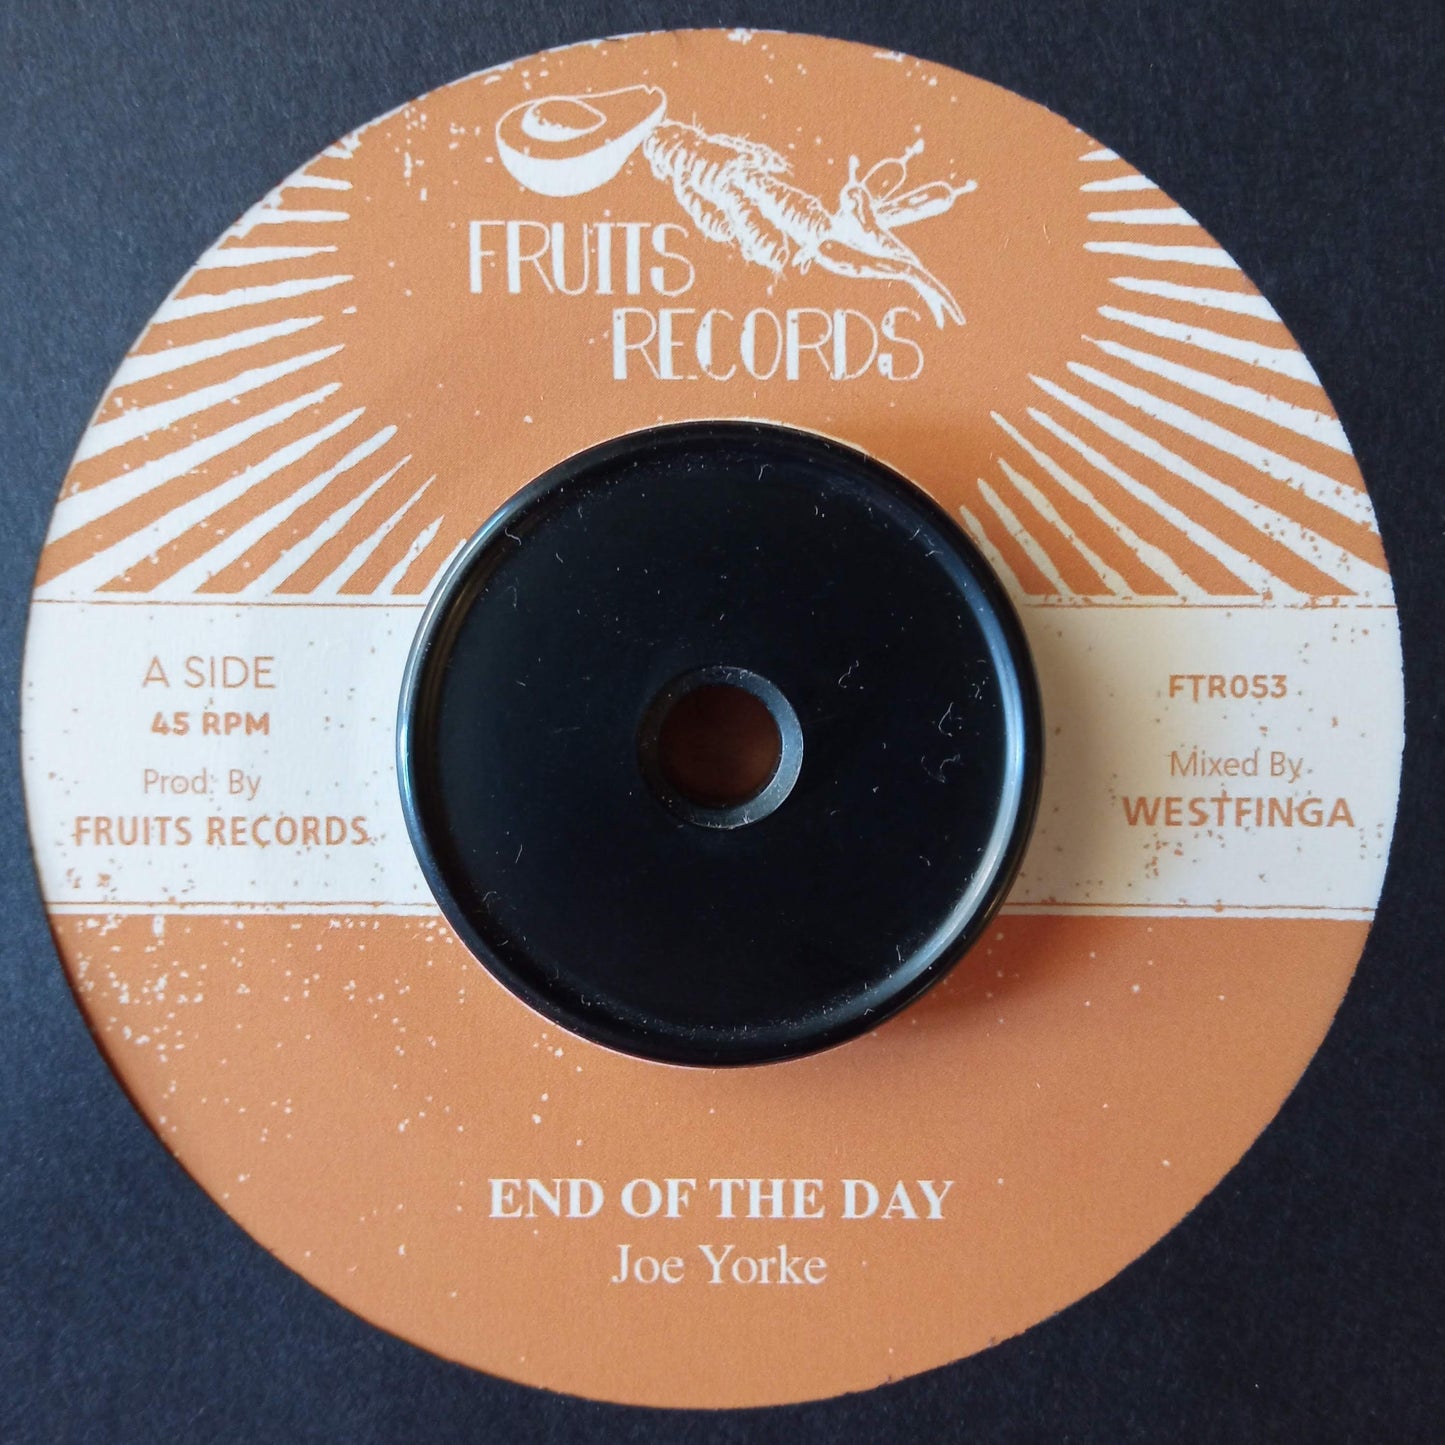 FRUITS
RECORDS
A SIDE
45 RPM
Prod. By
FRUITS RECORDS
FTR053
Mixed By
WESTFINGA
END OF THE DAY
Joe Yorke